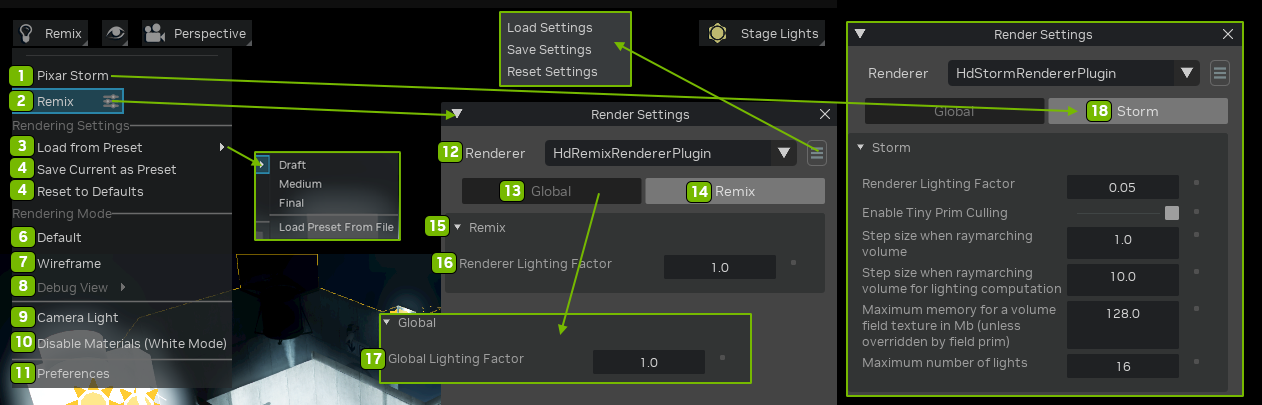 Remix
Perspective
1 Pixar Storm
2 Remix
Rendering Settings
3 Load from Preset
4 Save Current as Preset
4 Reset to Defaults
Rendering Mode
6 Default
7 Wireframe
8 Debug View
9 Camera Light
10 Disable Materials (White Mode)
11 Preferences
Draft
Medium
Final
Load Preset From File
Load Settings
Save Settings
Reset Settings
Stage Lights
Render Settings
12 Renderer HdRemixRendererPlugin
13 Global 14 Remix
15 Remix
16 Renderer Lighting Factor 1.0
Global
17 Global Lighting Factor 1.0
Render Settings
Renderer HdStormRendererPlugin
Global 18 Storm
Storm
Renderer Lighting Factor 0.05
Enable Tiny Prim Culling
Step size when raymarching 1.0
volume
Step size when raymarching 10.0
volume for lighting computation
Maximum memory for a volume 128.0
field texture in Mb (unless
overridden by field prim)
Maximum number of lights 16